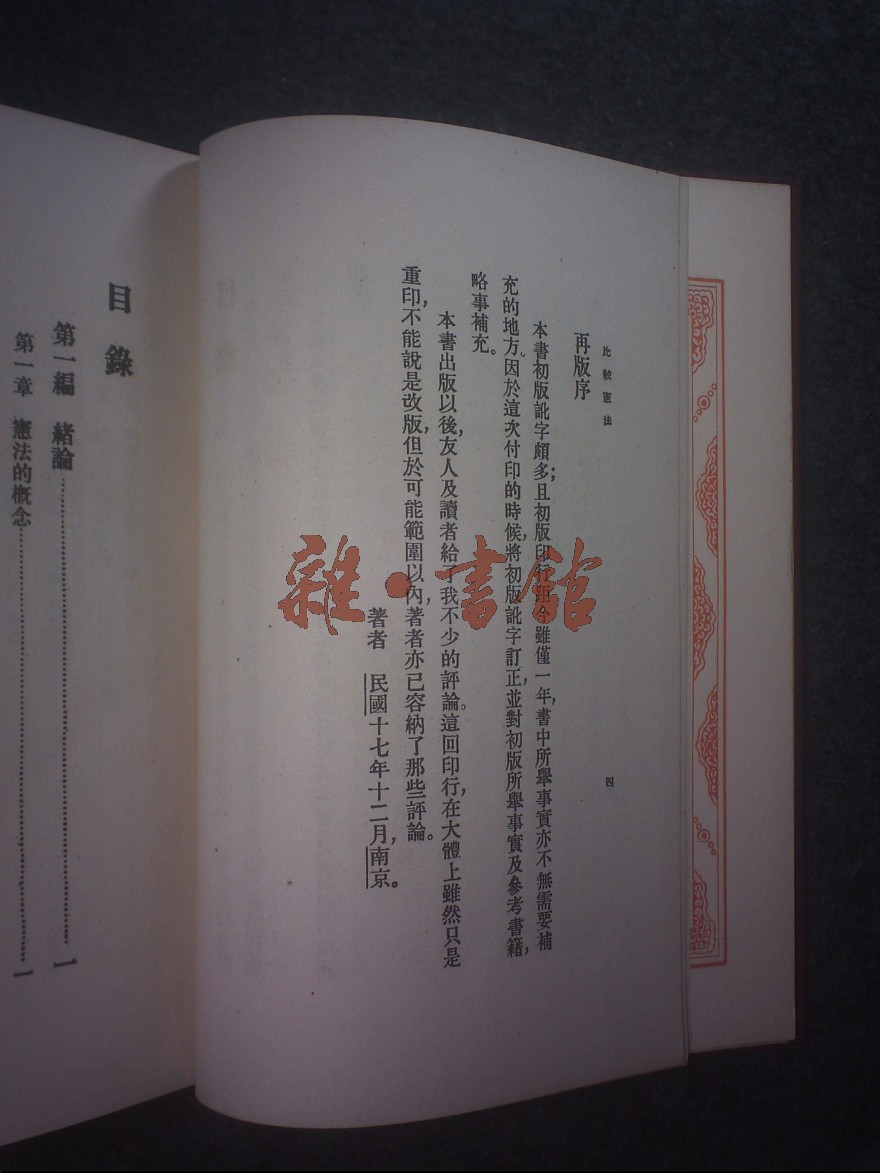 比較憲法
四
再版序
本書初版訛字頗多；且初版印行距今雖僅一年，書中所舉事實亦不無需要補
充的地方。因於這次付印的時候，將初版訛字訂正，並對初版所舉事實及參考書籍，
略事補充。
本書出版以後，友人及讀者給了我不少的評論。這回印行，在大體上雖然只是
重印，不能說是改版，但於可能範圍以內，著者亦已容納了那些評論。
著者 民國十七年十二月，南京。
目錄
第一編 緒論……一
第一章 憲法的概念……一
雜·書館